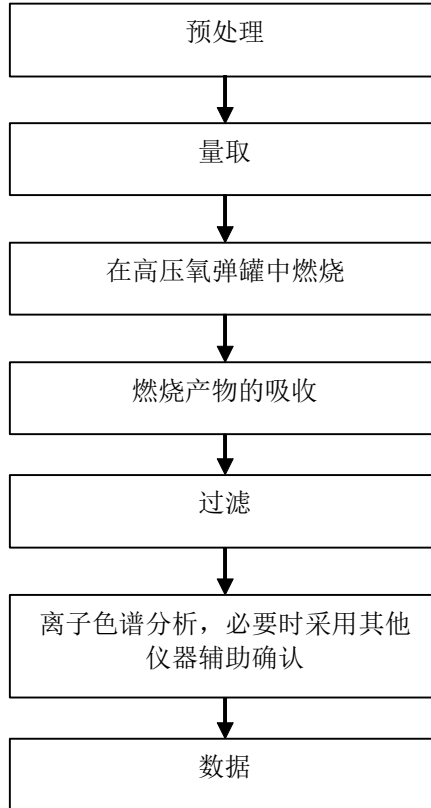 预处理
量取
在高压氧弹罐中燃烧
燃烧产物的吸收
过滤
离子色谱分析，必要时采用其他
仪器辅助确认
数据